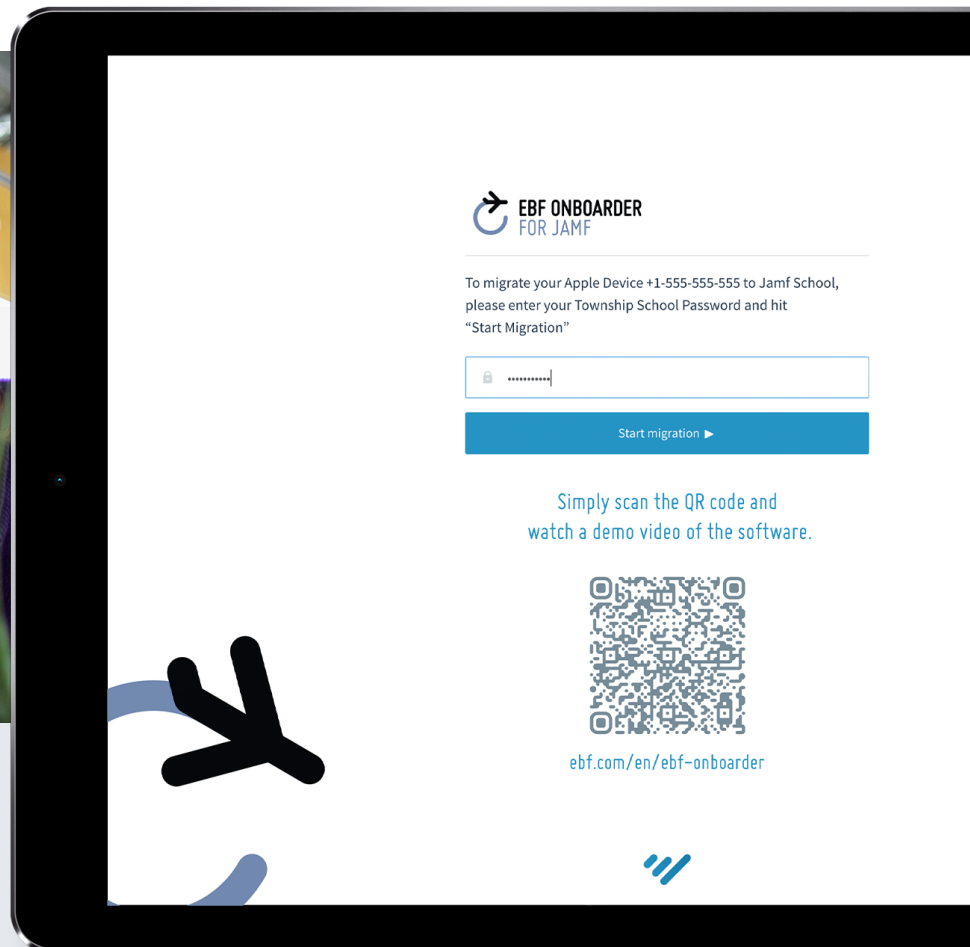 EBF ONBOARDER
FOR JAMF
To migrate your Apple Device +1-555-555-555 to Jamf School,
please enter your Township School Password and hit
“Start Migration”
Start migration ▶
Simply scan the QR code and
watch a demo video of the software.
ebf.com/en/ebf-onboarder